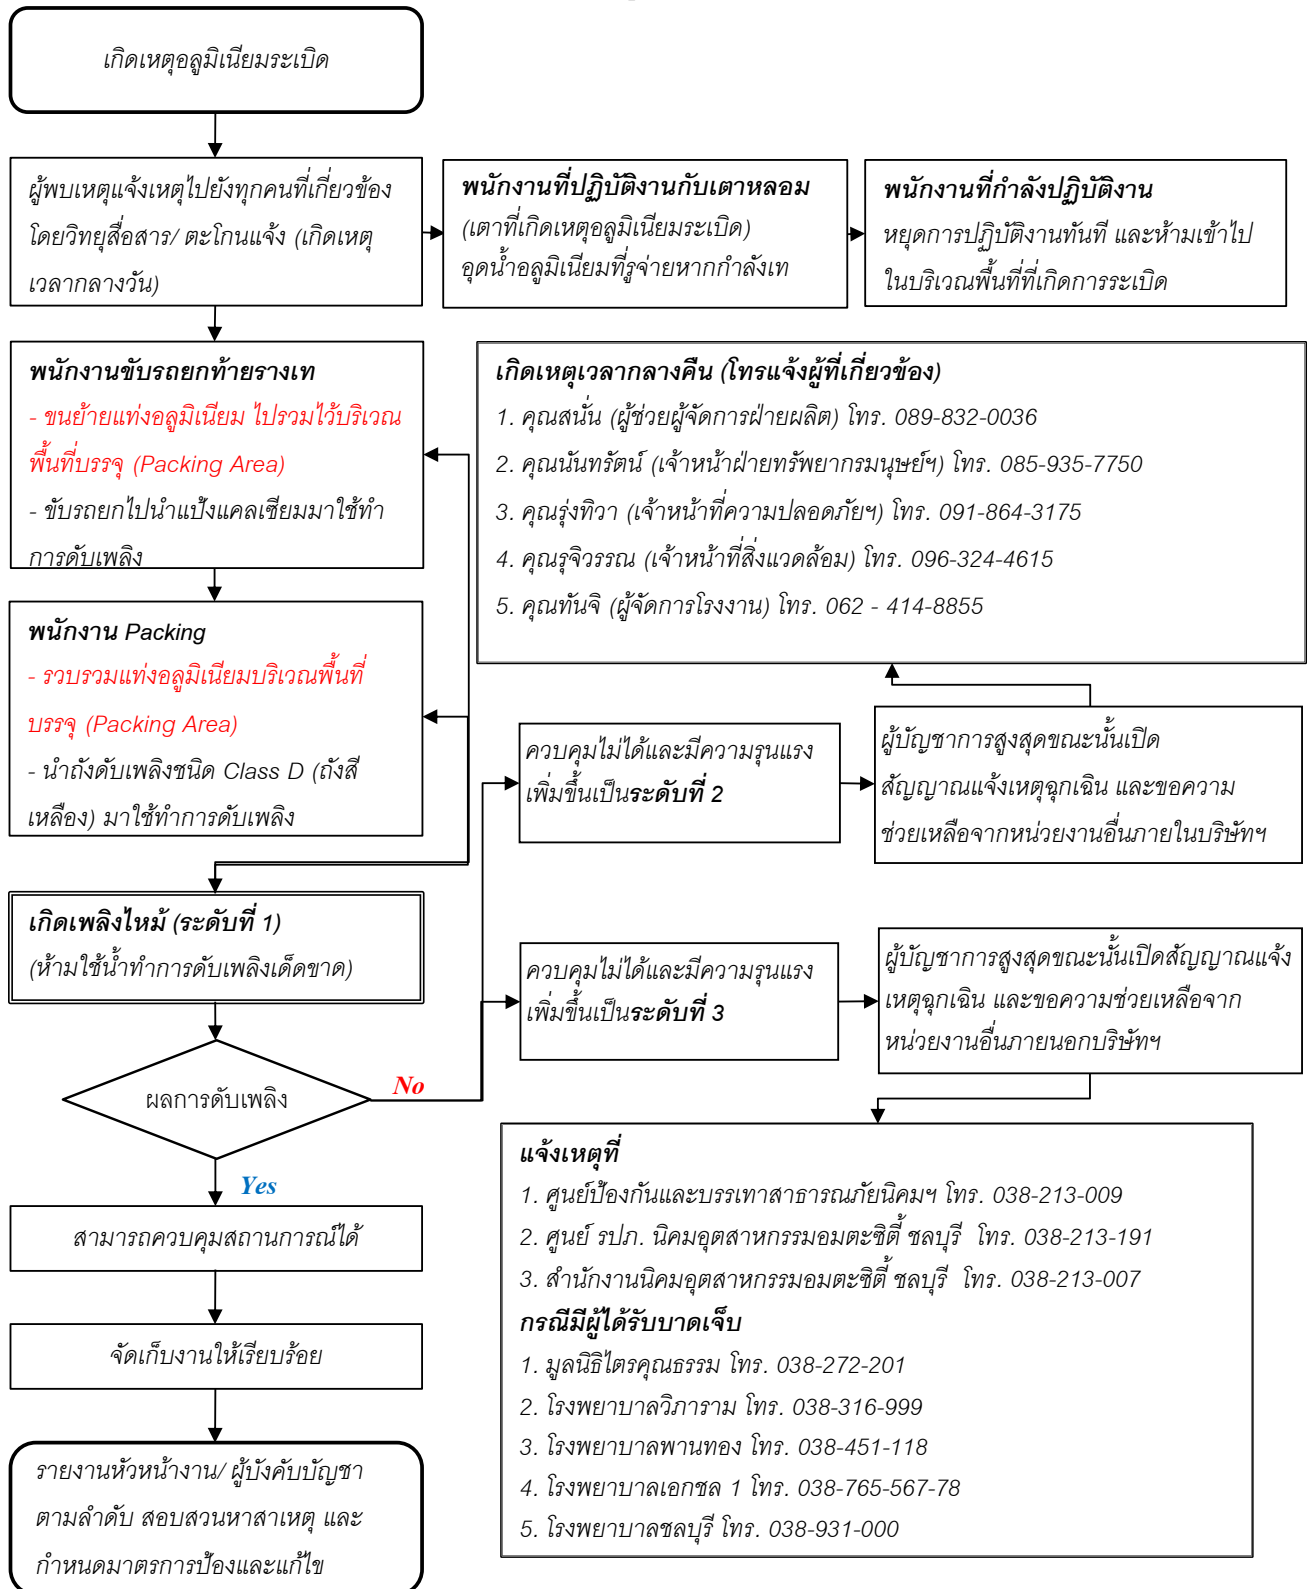 เกิดเหตุอลูมิเนียมระเบิด
ผู้พบเหตุแจ้งเหตุไปยังทุกคนที่เกี่ยวข้อง
โดยวิทยุสื่อสาร/ ตะโกนแจ้ง (เกิดเหตุ
เวลากลางวัน)
พนักงานที่ปฏิบัติงานกับเตาหลอม
(เตาที่เกิดเหตุอลูมิเนียมระเบิด)
อุดน้ำอลูมิเนียมที่รูจ่ายหากกำลังเท
พนักงานที่กำลังปฏิบัติงาน
หยุดการปฏิบัติงานทันที และห้ามเข้าไป
ในบริเวณพื้นที่ที่เกิดการระเบิด
พนักงานขับรถยกท้ายรางเท
- ขนย้ายแท่งอลูมิเนียม ไปรวมไว้บริเวณ
พื้นที่บรรจุ (Packing Area)
- ขับรถยกไปนำแป้งแคลเซียมมาใช้ทำ
การดับเพลิง
เกิดเหตุเวลากลางคืน (โทรแจ้งผู้ที่เกี่ยวข้อง)
1. คุณสนั่น (ผู้ช่วยผู้จัดการฝ่ายผลิต) โทร. 089-832-0036
2. คุณนันทรัตน์ (เจ้าหน้าฝ่ายทรัพยากรมนุษย์ฯ) โทร. 085-935-7750
3. คุณรุ่งทิวา (เจ้าหน้าที่ความปลอดภัยฯ) โทร. 091-864-3175
4. คุณรุจิวรรณ (เจ้าหน้าที่สิ่งแวดล้อม) โทร. 096-324-4615
5. คุณทันจิ (ผู้จัดการโรงงาน) โทร. 062 - 414-8855
พนักงาน Packing
- รวบรวมแท่งอลูมิเนียมบริเวณพื้นที่
บรรจุ (Packing Area)
- นำถังดับเพลิงชนิด Class D (ถังสี
เหลือง) มาใช้ทำการดับเพลิง
ควบคุมไม่ได้และมีความรุนแรง
เพิ่มขึ้นเป็นระดับที่ 2
ผู้บัญชาการสูงสุดขณะนั้นเปิด
สัญญาณแจ้งเหตุฉุกเฉิน และขอความ
ช่วยเหลือจากหน่วยงานอื่นภายในบริษัทฯ
เกิดเพลิงไหม้ (ระดับที่ 1)
(ห้ามใช้น้ำทำการดับเพลิงเด็ดขาด)
ควบคุมไม่ได้และมีความรุนแรง
เพิ่มขึ้นเป็นระดับที่ 3
ผู้บัญชาการสูงสุดขณะนั้นเปิดสัญญาณแจ้ง
เหตุฉุกเฉิน และขอความช่วยเหลือจาก
หน่วยงานอื่นภายนอกบริษัทฯ
ผลการดับเพลิง
No
Yes
สามารถควบคุมสถานการณ์ได้
จัดเก็บงานให้เรียบร้อย
รายงานหัวหน้างาน/ ผู้บังคับบัญชา
ตามลำดับ สอบสวนหาสาเหตุ และ
กำหนดมาตรการป้องและแก้ไข
แจ้งเหตุที่
1. ศูนย์ป้องกันและบรรเทาสาธารณภัยนิคมฯ โทร. 038-213-009
2. ศูนย์ รปภ. นิคมอุตสาหกรรมอมตะซิตี้ ชลบุรี โทร. 038-213-191
3. สำนักงานนิคมอุตสาหกรรมอมตะซิตี้ ชลบุรี โทร. 038-213-007
กรณีมีผู้ได้รับบาดเจ็บ
1. มูลนิธิไตรคุณธรรม โทร. 038-272-201
2. โรงพยาบาลวิภาราม โทร. 038-316-999
3. โรงพยาบาลพานทอง โทร. 038-451-118
4. โรงพยาบาลเอกชล 1 โทร. 038-765-567-78
5. โรงพยาบาลชลบุรี โทร. 038-931-000